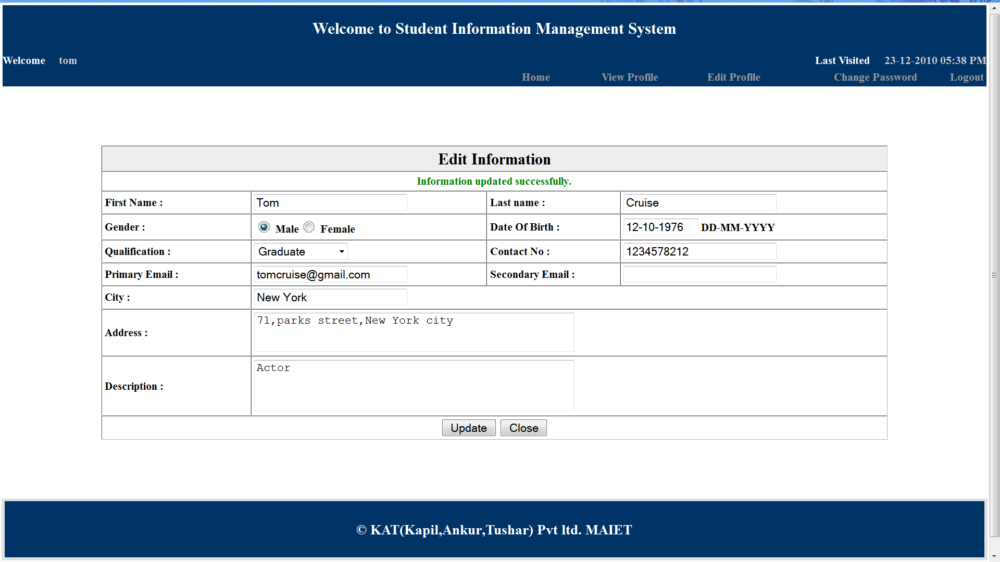 Welcome to Student Information Management System
Welcome tom Last Visited 23-12-2010 05:38 PM
Home View Profile Edit Profile Change Password Logout
Edit Information
Information updated successfully.
First Name : Tom Last name : Cruise
Gender : Male Female Date Of Birth : 12-10-1976 DD-MM-YYYY
Qualification : Graduate Contact No : 1234578212
Primary Email : tomcruise@gmail.com Secondary Email :
City : New York
Address : 71,parks street,New York city
Description : Actor
Update Close
© KAT(Kapil,Ankur,Tushar) Pvt ltd. MAIET